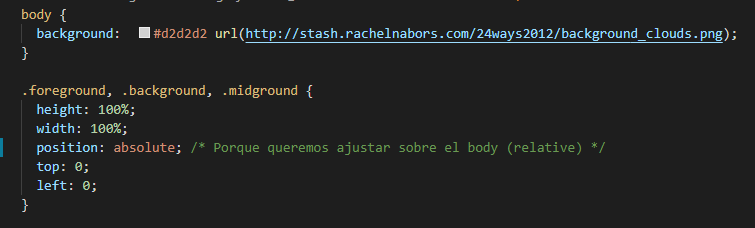 body {
background: #d2d2d2 url(http://stash.rachelnabors.com/24ways2012/background_clouds.png);
}
.foreground, .background, .midground {
height: 100%;
width: 100%;
position: absolute; /* Porque queremos ajustar sobre el body (relative) */
top: 0;
left: 0;
}